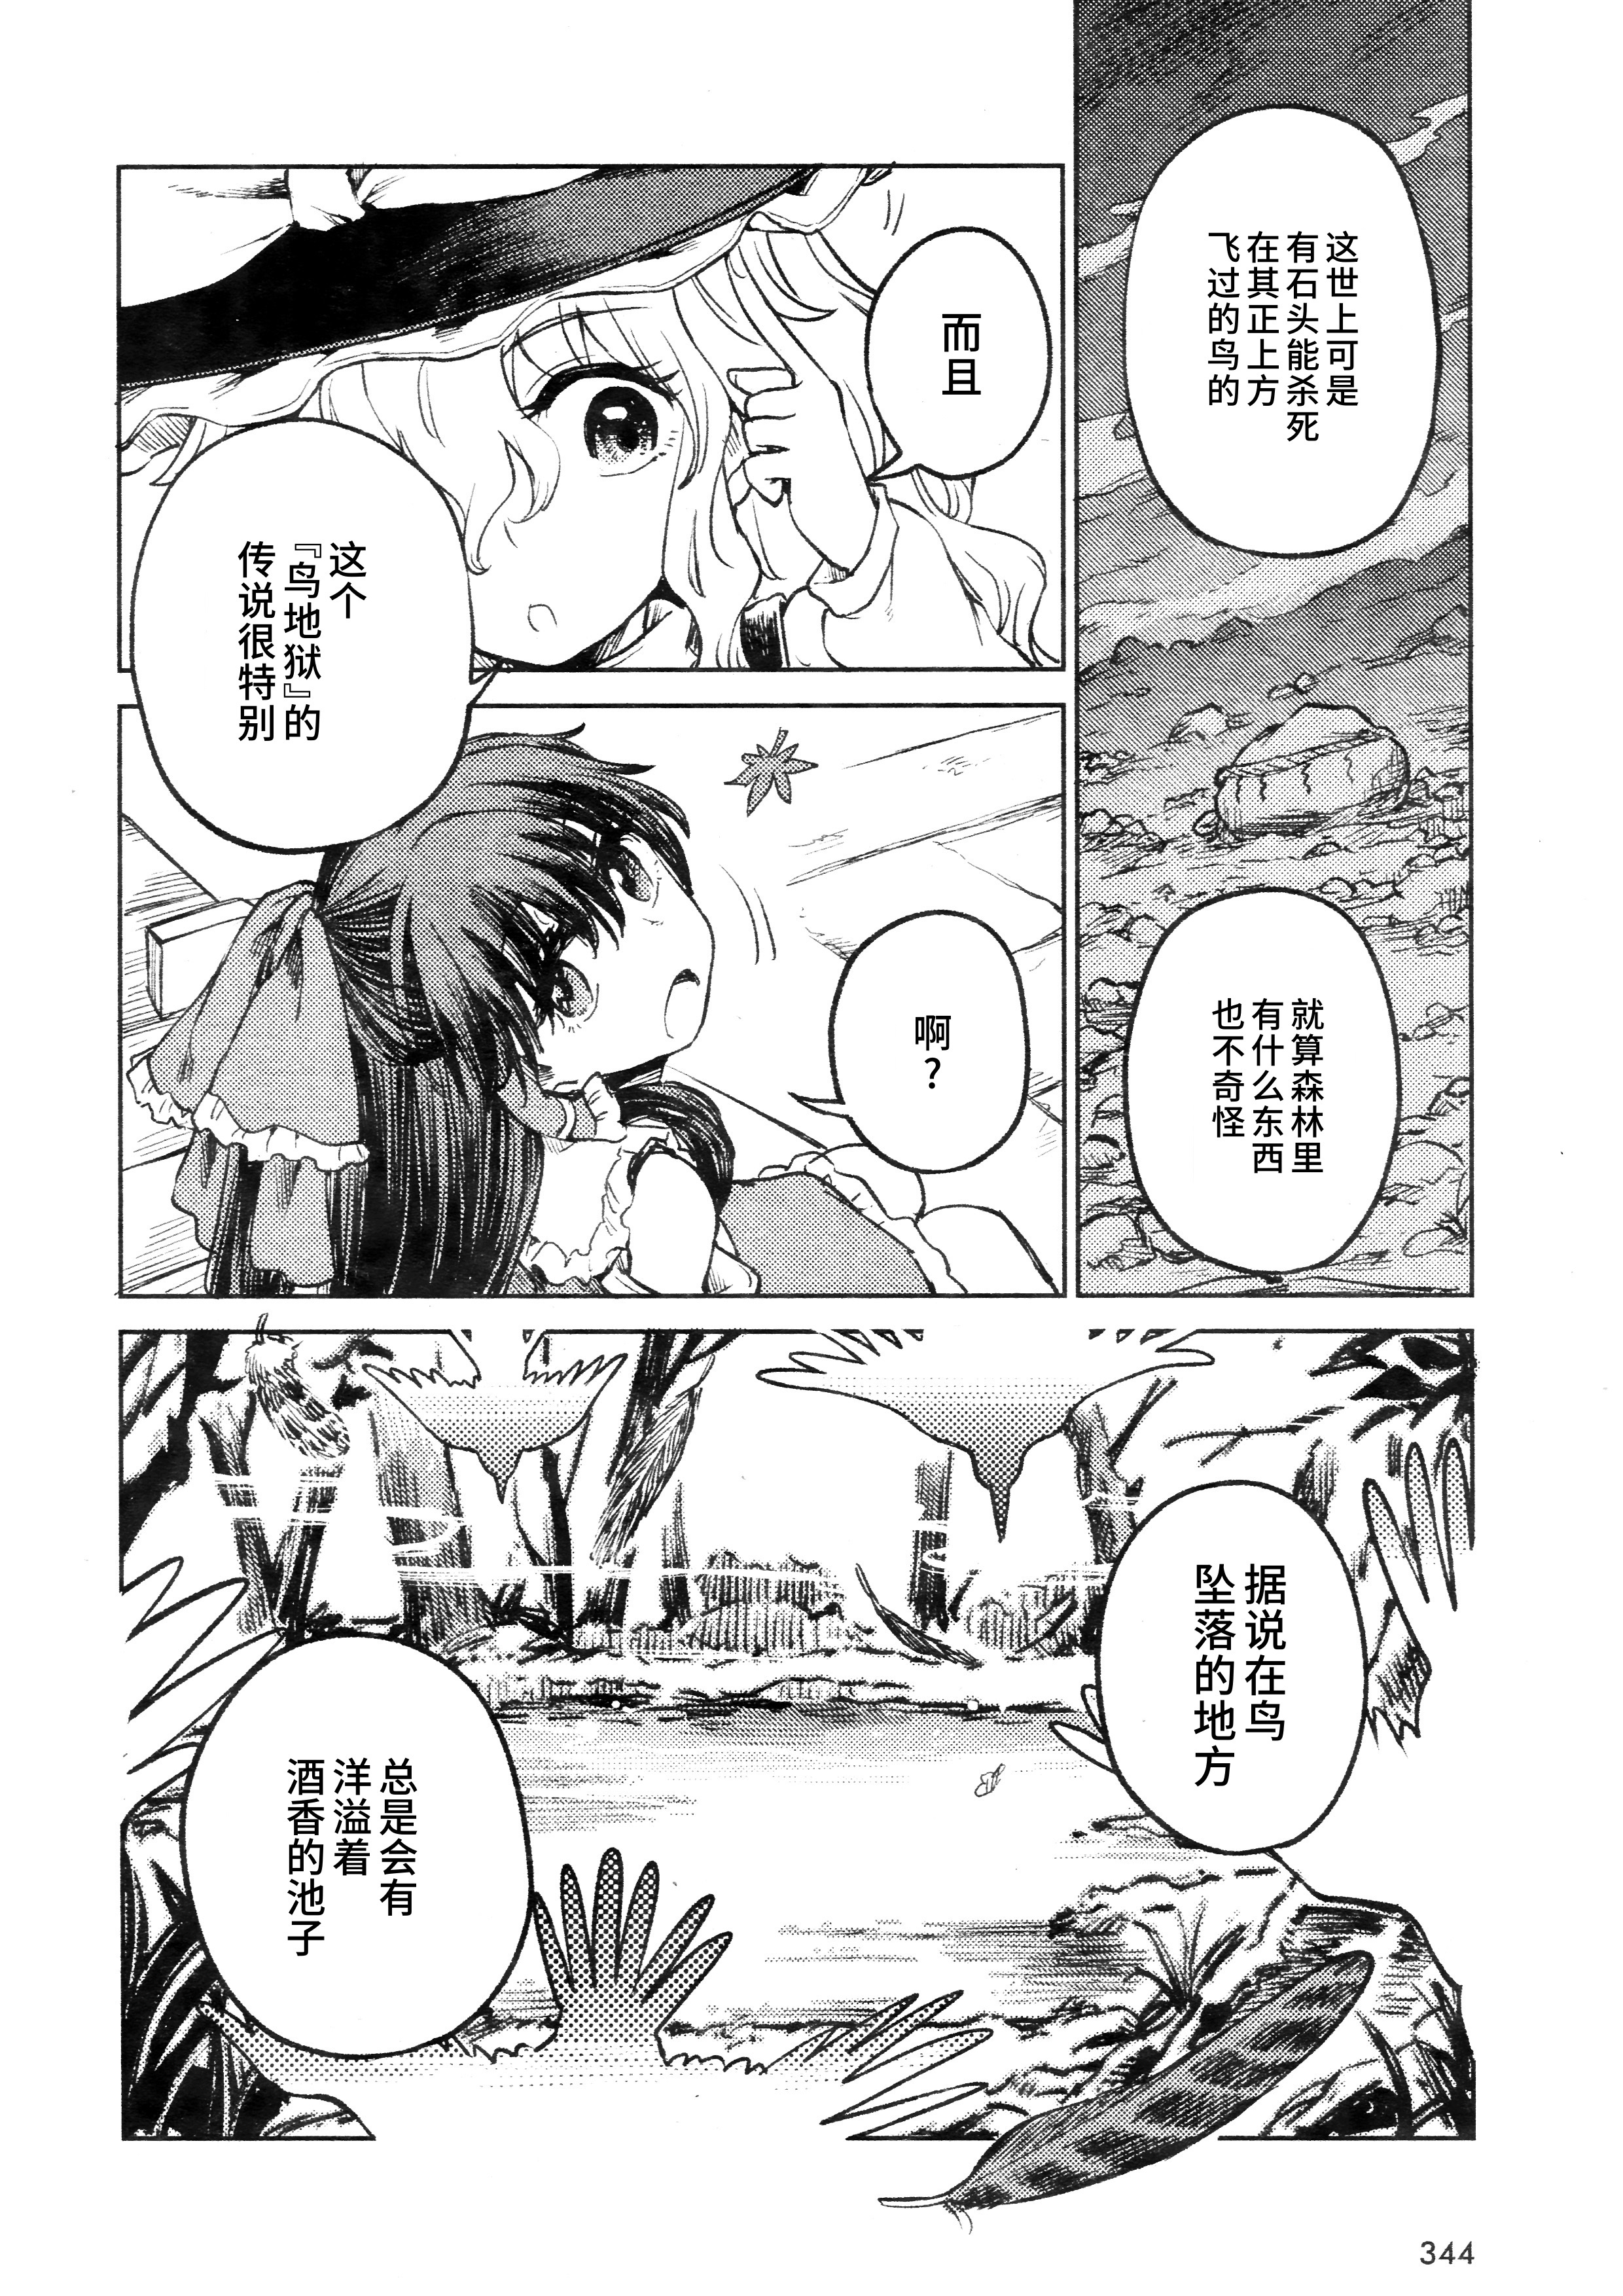 这世上可是
有石头能杀死
在其正上方
飞过的鸟的
就算森林里
有什么东西
也不奇怪
而且
这个
『鸟地狱』的
传说很特别
啊？
据说在鸟
坠落的地方
总是会有
洋溢着
酒香的池子
344